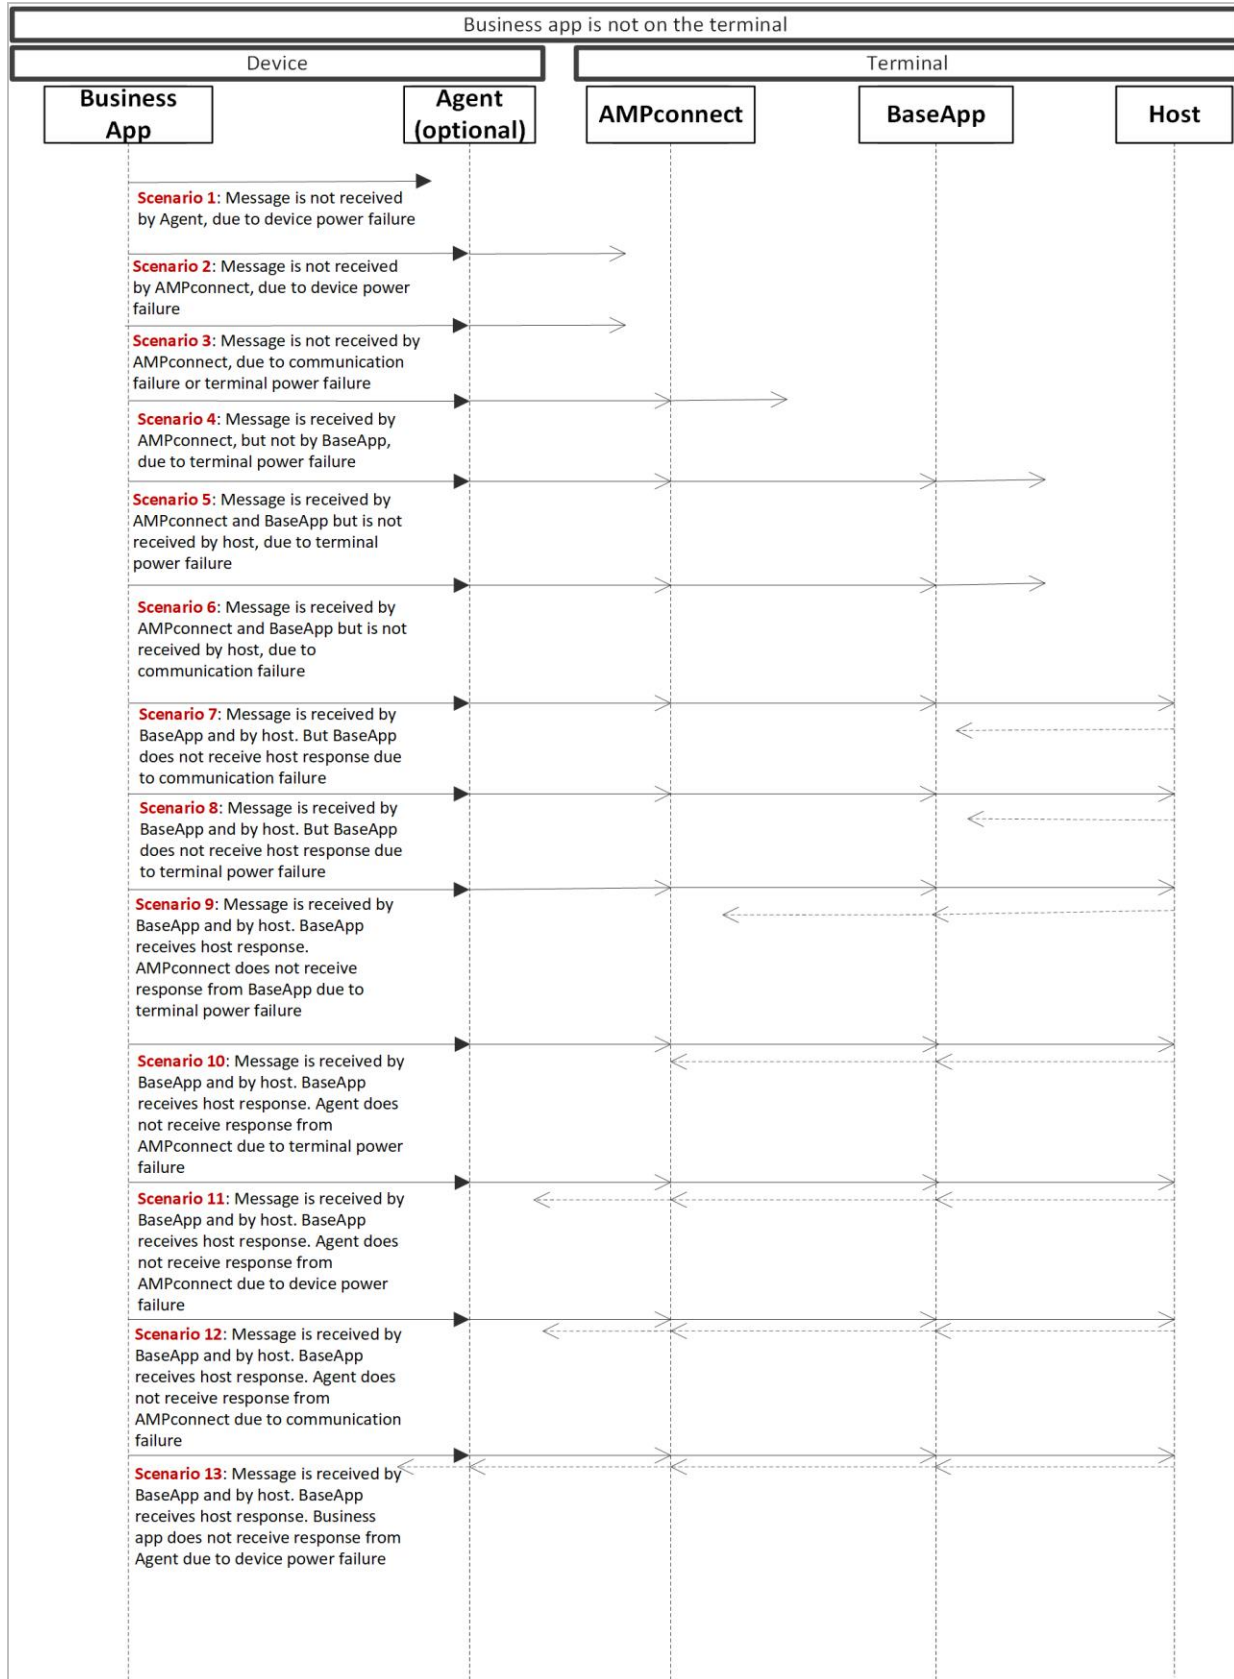 Business app is not on the terminal
Device
Terminal
Business
App
Agent
(optional)
AMPconnect
BaseApp
Host
Scenario 1: Message is not received
by Agent, due to device power failure
Scenario 2: Message is not received
by AMPconnect, due to device power
failure
Scenario 3: Message is not received by
AMPconnect, due to communication
failure or terminal power failure
Scenario 4: Message is received by
AMPconnect, but not by BaseApp,
due to terminal power failure
Scenario 5: Message is received by
AMPconnect and BaseApp but is not
received by host, due to terminal
power failure
Scenario 6: Message is received by
AMPconnect and BaseApp but is not
received by host, due to
communication failure
Scenario 7: Message is received by
BaseApp and by host. But BaseApp
does not receive host response due
to communication failure
Scenario 8: Message is received by
BaseApp and by host. But BaseApp
does not receive host response due
to terminal power failure
Scenario 9: Message is received by
BaseApp and by host. BaseApp
receives host response.
AMPconnect does not receive
response from BaseApp due to
terminal power failure
Scenario 10: Message is received by
BaseApp and by host. BaseApp
receives host response. Agent does
not receive response from
AMPconnect due to terminal power
failure
Scenario 11: Message is received by
BaseApp and by host. BaseApp
receives host response. Agent does
not receive response from
AMPconnect due to device power
failure
Scenario 12: Message is received by
BaseApp and by host. BaseApp
receives host response. Agent does
not receive response from
AMPconnect due to communication
failure
Scenario 13: Message is received by
BaseApp and by host. BaseApp
receives host response. Business
app does not receive response from
Agent due to device power failure